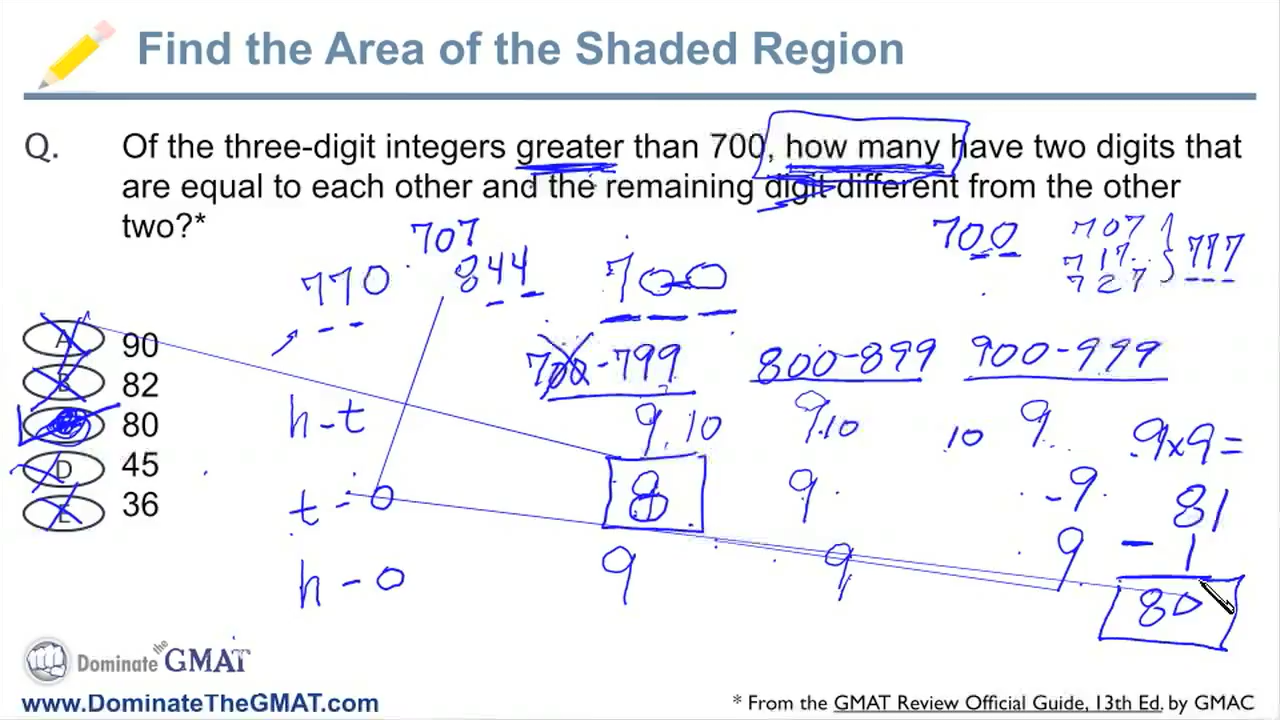 Find the Area of the Shaded Region
Q. Of the three-digit integers greater than 700, how many have two digits that
are equal to each other and the remaining digit different from the other
two?*
707
770
844
700
700
707
717
727
777
A 90
B 82
80
D 45
E 36
700-799 800-899 900-999
h-t 9 10 9 10 10 9 9x9=
t-0 8 9 -9 81
h-0 9 9 9 -1
80
Dominate the GMAT
www.DominateTheGMAT.com
* From the GMAT Review Official Guide, 13th Ed. by GMAC